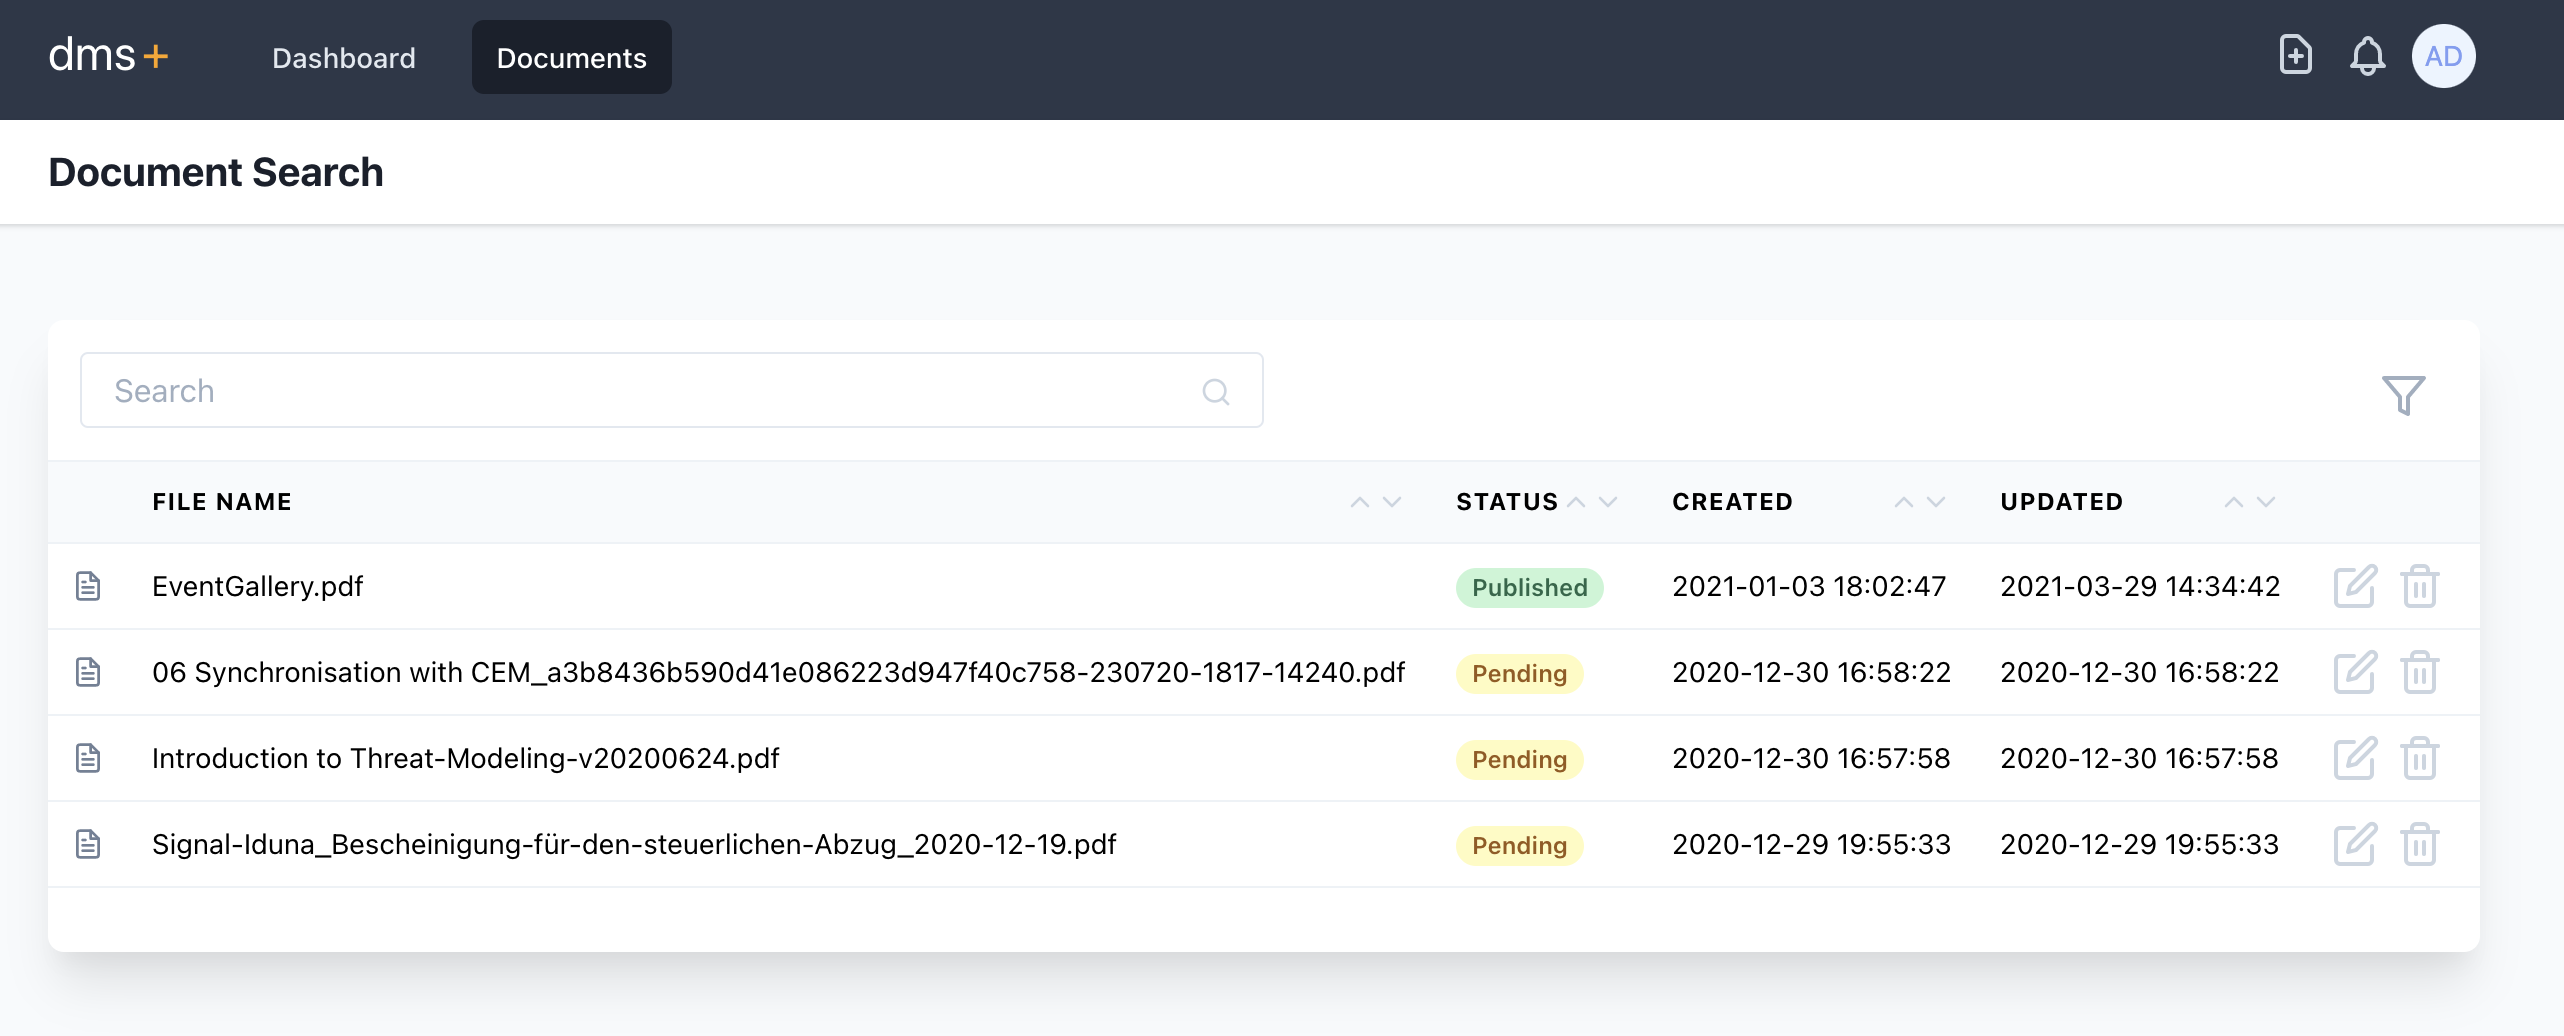 dms+ Dashboard Documents AD
Document Search
Search
FILE NAME STATUS CREATED UPDATED
EventGallery.pdf Published 2021-01-03 18:02:47 2021-03-29 14:34:42
06 Synchronisation with CEM_a3b8436b590d41e086223d947f40c758-230720-1817-14240.pdf Pending 2020-12-30 16:58:22 2020-12-30 16:58:22
Introduction to Threat-Modeling-v20200624.pdf Pending 2020-12-30 16:57:58 2020-12-30 16:57:58
Signal-Iduna_Bescheinigung-für-den-steuerlichen-Abzug_2020-12-19.pdf Pending 2020-12-29 19:55:33 2020-12-29 19:55:33